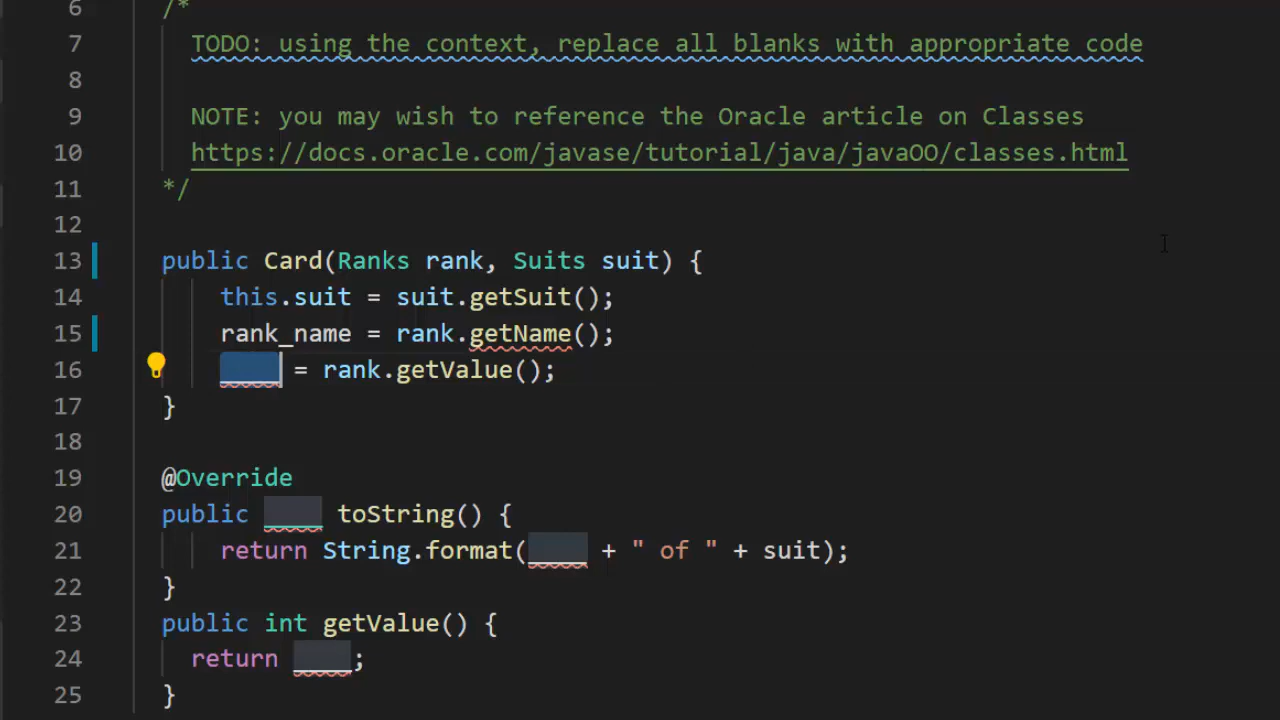 6 /*
7 TODO: using the context, replace all blanks with appropriate code
8
9 NOTE: you may wish to reference the Oracle article on Classes
10 https://docs.oracle.com/javase/tutorial/java/javaOO/classes.html
11 */
12
13 public Card(Ranks rank, Suits suit) {
14 this.suit = suit.getSuit();
15 rank_name = rank.getName();
16 ____ = rank.getValue();
17 }
18
19 @Override
20 public ____ toString() {
21 return String.format(____ + " of " + suit);
22 }
23 public int getValue() {
24 return ____;
25 }